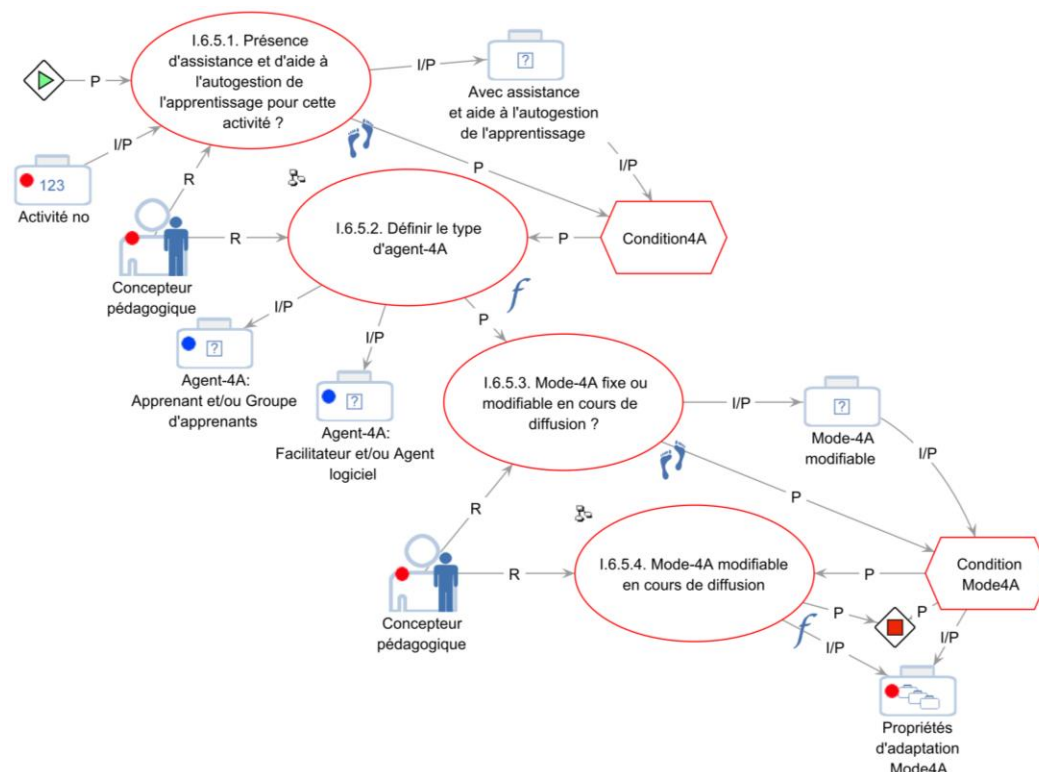 I.6.5.1. Présence
d'assistance et d'aide à
l'autogestion de
l'apprentissage pour cette
activité ?
P
I/P
?
Avec assistance
et aide à l'autogestion
de l'apprentissage
I/P
123
Activité no
R
P
I/P
Concepteur
pédagogique
R
I.6.5.2. Définir le type
d'agent-4A
P
Condition4A
I/P
?
Agent-4A:
Apprenant et/ou Groupe
d'apprenants
I/P
?
Agent-4A:
Facilitateur et/ou Agent
logiciel
f
P
I.6.5.3. Mode-4A fixe ou
modifiable en cours de
diffusion ?
I/P
?
Mode-4A
modifiable
I/P
R
P
Concepteur
pédagogique
R
I.6.5.4. Mode-4A modifiable
en cours de diffusion
P
Condition
Mode4A
P
P
f
I/P
I/P
Propriétés
d'adaptation
Mode4A